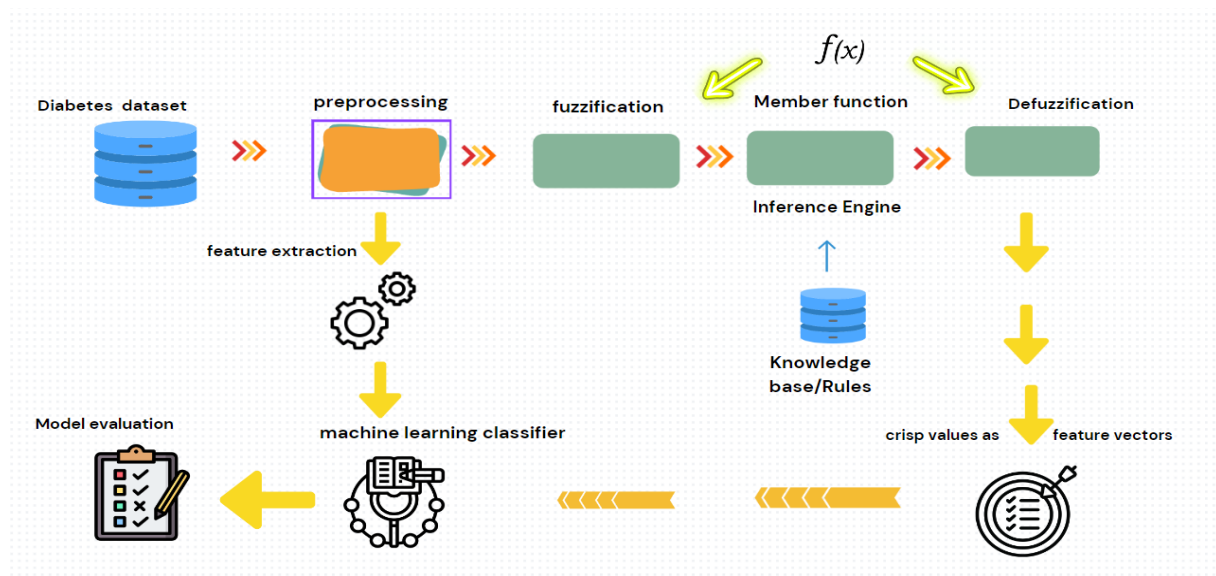 f(x)
Diabetes dataset
preprocessing
fuzzification
Member function
Defuzzification
Inference Engine
feature extraction
Knowledge
base/Rules
Model evaluation
machine learning classifier
crisp values as
feature vectors